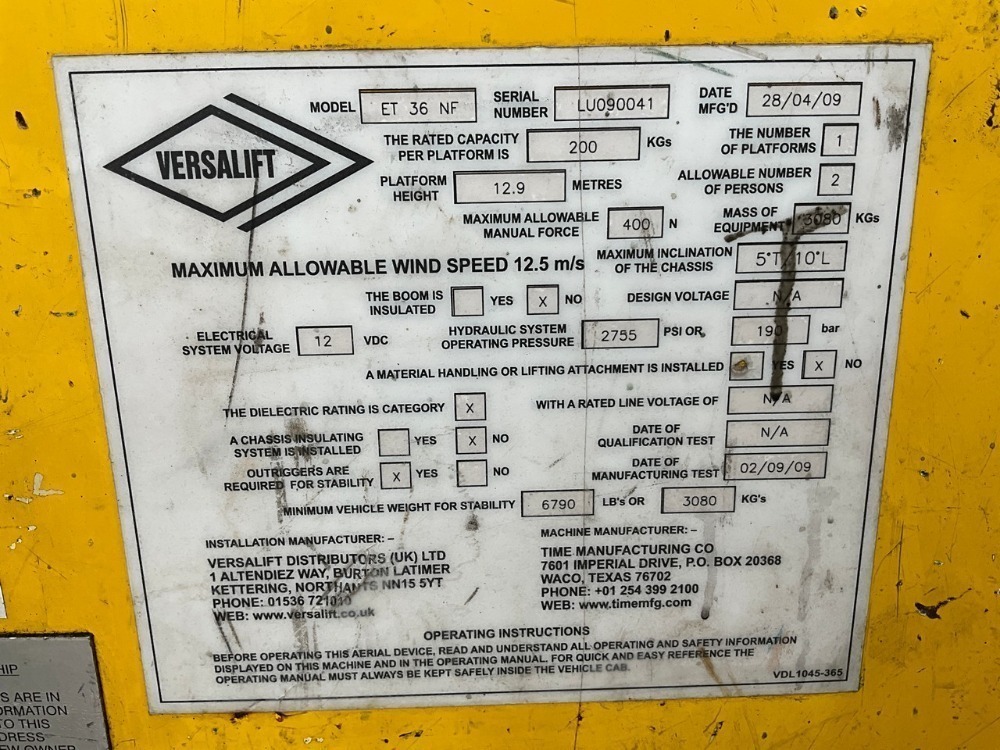 VERSALIFT
MODEL ET 36 NF SERIAL NUMBER LU090041 DATE MFG'D 28/04/09
THE RATED CAPACITY PER PLATFORM IS 200 KGs THE NUMBER OF PLATFORMS 1
PLATFORM HEIGHT 12.9 METRES ALLOWABLE NUMBER OF PERSONS 2
MAXIMUM ALLOWABLE MANUAL FORCE 400 N MASS OF EQUIPMENT 3080 KGs
MAXIMUM ALLOWABLE WIND SPEED 12.5 m/s MAXIMUM INCLINATION OF THE CHASSIS 5°T/10°L
THE BOOM IS INSULATED YES X NO DESIGN VOLTAGE N/A
ELECTRICAL SYSTEM VOLTAGE 12 VDC HYDRAULIC SYSTEM OPERATING PRESSURE 2755 PSI OR 190 bar
A MATERIAL HANDLING OR LIFTING ATTACHMENT IS INSTALLED YES X NO
THE DIELECTRIC RATING IS CATEGORY X WITH A RATED LINE VOLTAGE OF N/A
A CHASSIS INSULATING SYSTEM IS INSTALLED YES X NO DATE OF QUALIFICATION TEST N/A
OUTRIGGERS ARE REQUIRED FOR STABILITY X YES NO DATE OF MANUFACTURING TEST 02/09/09
MINIMUM VEHICLE WEIGHT FOR STABILITY 6790 LB's OR 3080 KG's
INSTALLATION MANUFACTURER: –
VERSALIFT DISTRIBUTORS (UK) LTD
1 ALTENDIEZ WAY, BURTON LATIMER
KETTERING, NORTHANTS NN15 5YT
PHONE: 01536 721010
WEB: www.versalift.co.uk
MACHINE MANUFACTURER: –
TIME MANUFACTURING CO
7601 IMPERIAL DRIVE, P.O. BOX 20368
WACO, TEXAS 76702
PHONE: +01 254 399 2100
WEB: www.timemfg.com
OPERATING INSTRUCTIONS
BEFORE OPERATING THIS AERIAL DEVICE, READ AND UNDERSTAND ALL OPERATING AND SAFETY INFORMATION
DISPLAYED ON THIS MACHINE AND IN THE OPERATING MANUAL. FOR QUICK AND EASY REFERENCE THE
OPERATING MANUAL MUST ALWAYS BE KEPT SAFELY INSIDE THE VEHICLE CAB.
VDL1045-365
HIP
S ARE IN
ORMATION
TO THIS
DRESS
EW OWNER